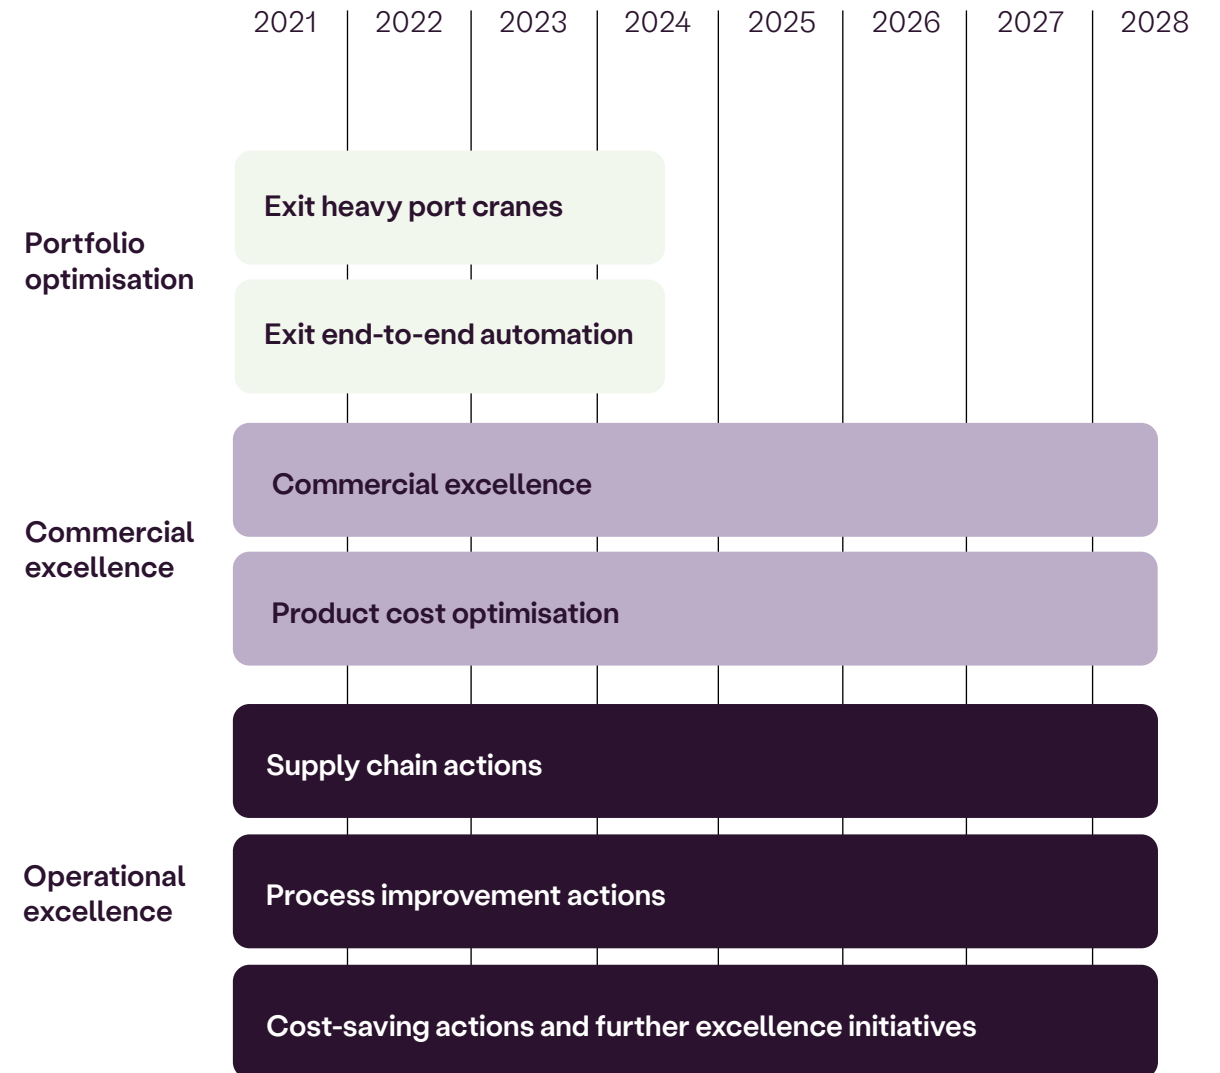 2021 2022 2023 2024 2025 2026 2027 2028
Portfolio
optimisation
Exit heavy port cranes
Exit end-to-end automation
Commercial
excellence
Commercial excellence
Product cost optimisation
Operational
excellence
Supply chain actions
Process improvement actions
Cost-saving actions and further excellence initiatives